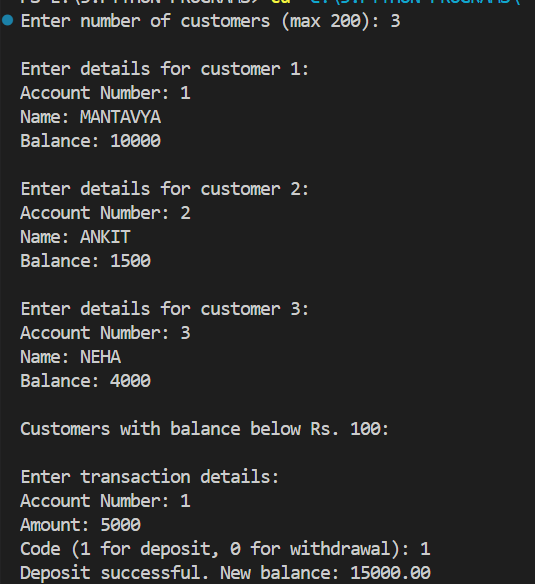 Enter number of customers (max 200): 3
Enter details for customer 1:
Account Number: 1
Name: MANTAVYA
Balance: 10000
Enter details for customer 2:
Account Number: 2
Name: ANKIT
Balance: 1500
Enter details for customer 3:
Account Number: 3
Name: NEHA
Balance: 4000
Customers with balance below Rs. 100:
Enter transaction details:
Account Number: 1
Amount: 5000
Code (1 for deposit, 0 for withdrawal): 1
Deposit successful. New balance: 15000.00